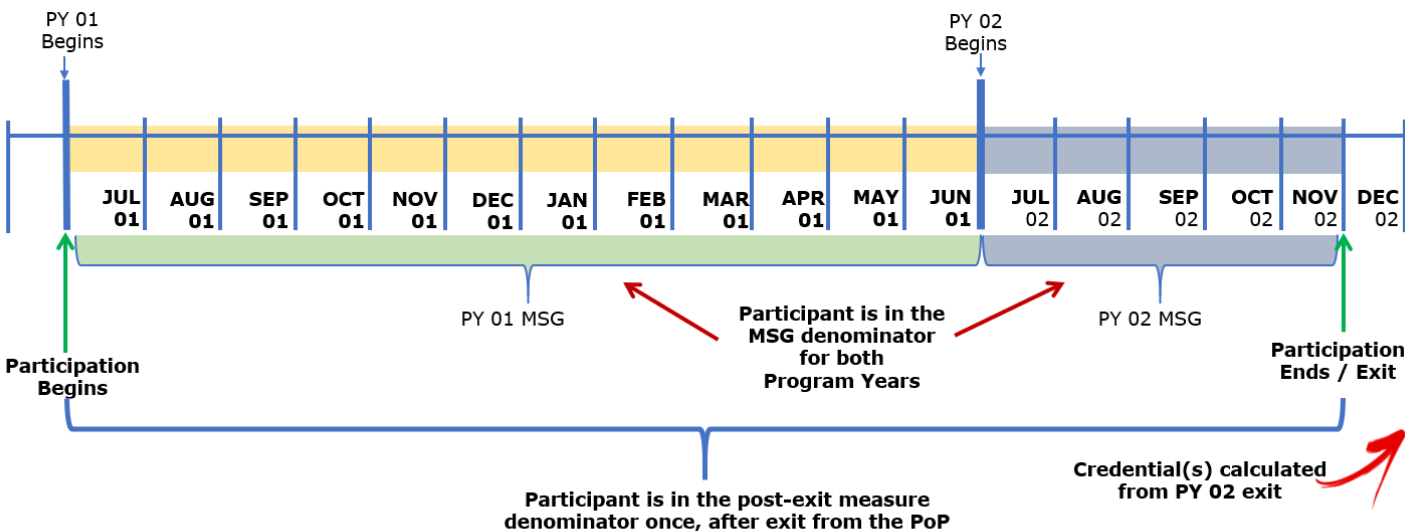 PY 01
Begins
PY 02
Begins
JUL AUG SEP OCT NOV DEC JAN FEB MAR APR MAY JUN JUL AUG SEP OCT NOV DEC
01 01 01 01 01 01 01 01 01 01 01 01 02 02 02 02 02 02
PY 01 MSG
Participant is in the
MSG denominator
for both
Program Years
PY 02 MSG
Participation
Begins
Participation
Ends / Exit
Credential(s) calculated
from PY 02 exit
Participant is in the post-exit measure
denominator once, after exit from the PoP